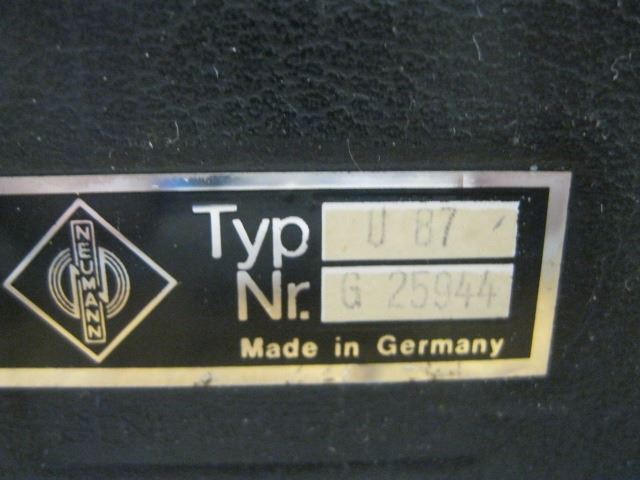 NEUMANN
Typ U 87
Nr. G 25944
Made in Germany